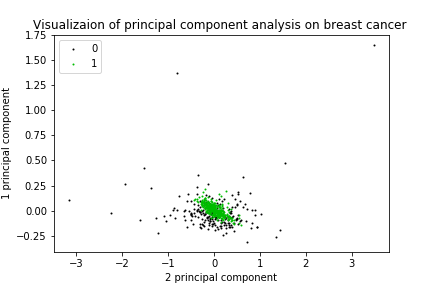 Visualizaion of principal component analysis on breast cancer
1.75
1.50
1.25
1.00
0.75
0.50
0.25
0.00
−0.25
1 principal component
0
1
−3 −2 −1 0 1 2 3
2 principal component